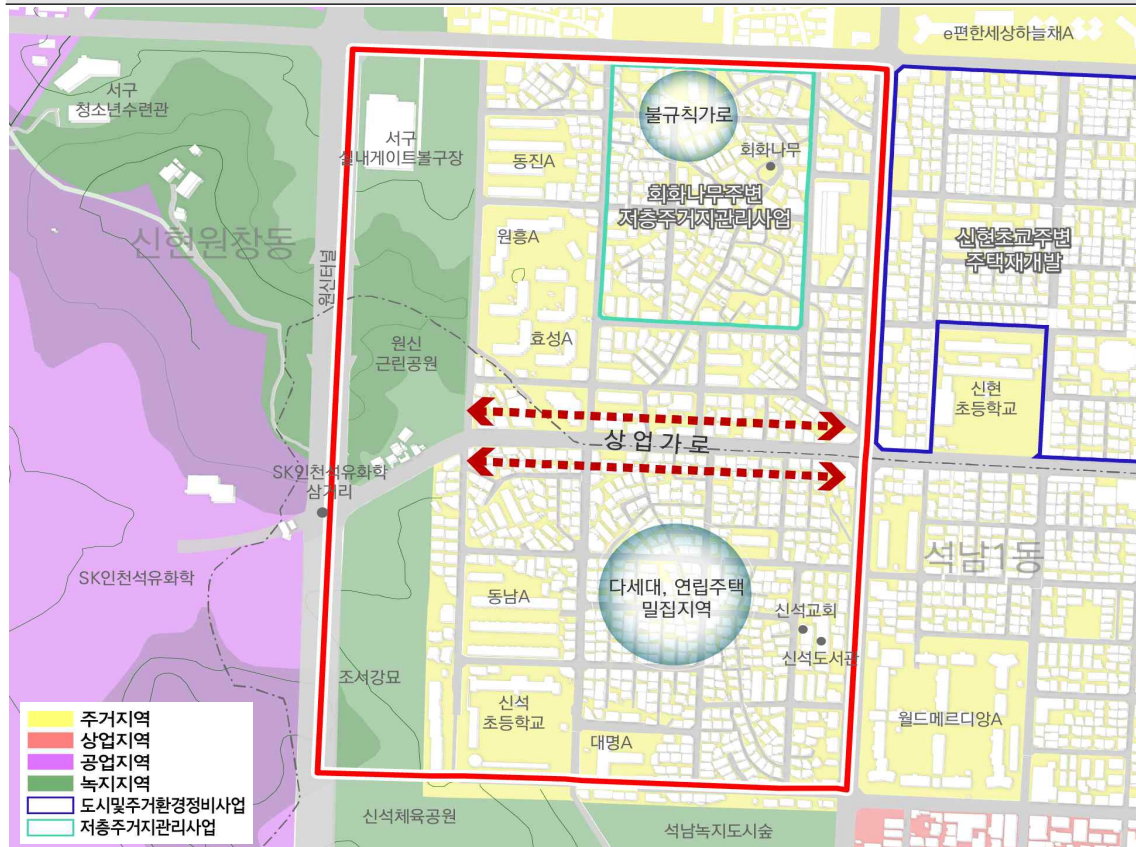 e편한세상하늘채A
서구
청소년수련관
서구
실내게이트볼구장
동진A
불규칙가로
회화나무
회화나무주변
저층주거지관리사업
원흥A
신현원창동
원신터널
신현초교주변
주택재개발
원신
근린공원
효성A
신현
초등학교
상업가로
SK인천석유화학
삼거리
SK인천석유화학
석남1동
다세대, 연립주택
밀집지역
동남A
신석교회
신석도서관
조서강묘
신석
초등학교
대명A
월드메르디앙A
신석체육공원
석남녹지도시숲
주거지역
상업지역
공업지역
녹지지역
도시및주거환경정비사업
저층주거지관리사업